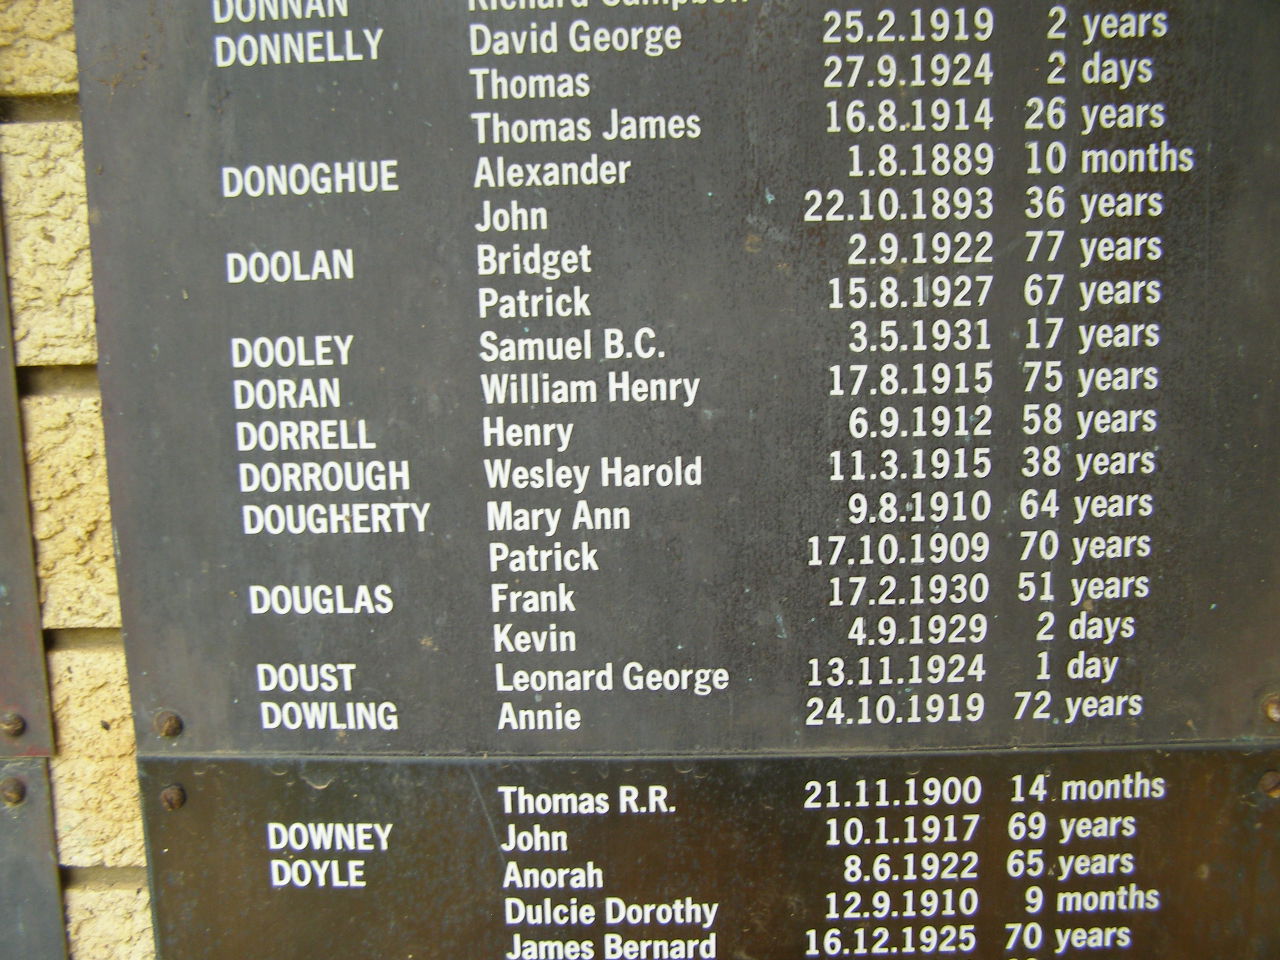 DONNAN Richard Campbell
DONNELLY David George 25.2.1919 2 years
Thomas 27.9.1924 2 days
Thomas James 16.8.1914 26 years
DONOGHUE Alexander 1.8.1889 10 months
John 22.10.1893 36 years
DOOLAN Bridget 2.9.1922 77 years
Patrick 15.8.1927 67 years
DOOLEY Samuel B.C. 3.5.1931 17 years
DORAN William Henry 17.8.1915 75 years
DORRELL Henry 6.9.1912 58 years
DORROUGH Wesley Harold 11.3.1915 38 years
DOUGHERTY Mary Ann 9.8.1910 64 years
Patrick 17.10.1909 70 years
DOUGLAS Frank 17.2.1930 51 years
Kevin 4.9.1929 2 days
DOUST Leonard George 13.11.1924 1 day
DOWLING Annie 24.10.1919 72 years
Thomas R.R. 21.11.1900 14 months
DOWNEY John 10.1.1917 69 years
DOYLE Anorah 8.6.1922 65 years
Dulcie Dorothy 12.9.1910 9 months
James Bernard 16.12.1925 70 years